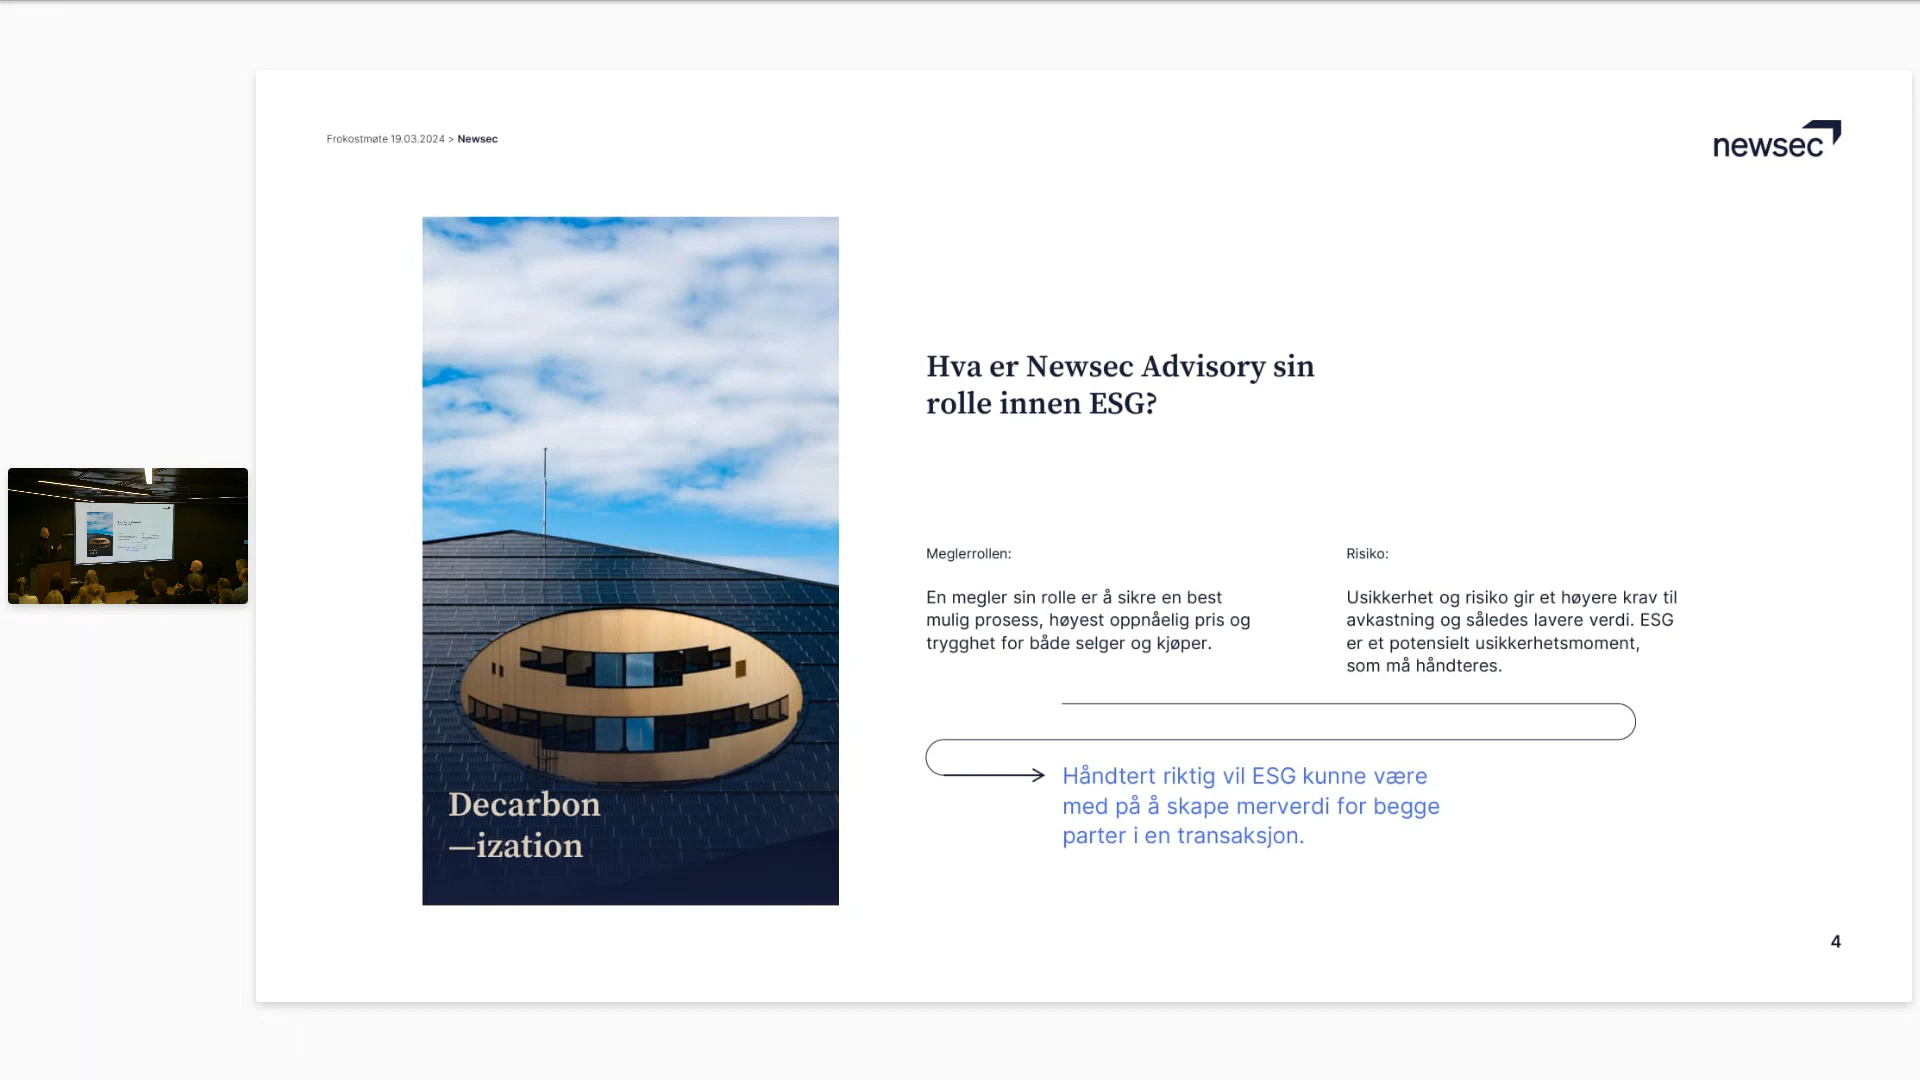 Frokostmøte 19.03.2024 > Newsec
newsec
Decarbon
—ization
Hva er Newsec Advisory sin
rolle innen ESG?
Meglerrollen:
En megler sin rolle er å sikre en best
mulig prosess, høyest oppnåelig pris og
trygghet for både selger og kjøper.
Risiko:
Usikkerhet og risiko gir et høyere krav til
avkastning og således lavere verdi. ESG
er et potensielt usikkerhetsmoment,
som må håndteres.
Håndtert riktig vil ESG kunne være
med på å skape merverdi for begge
parter i en transaksjon.
4